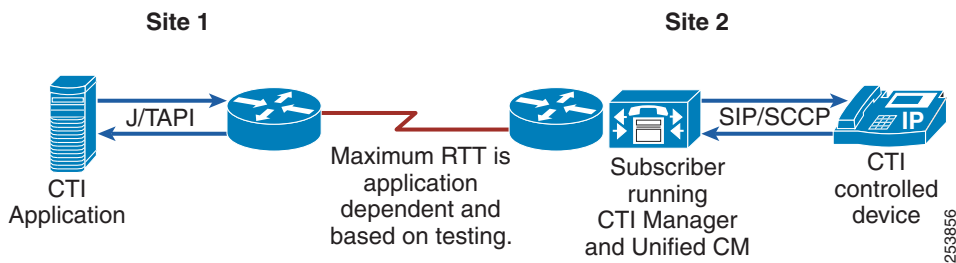 Site 1
Site 2
J/TAPI
SIP/SCCP
IP
CTI
Application
Maximum RTT is
application
dependent and
based on testing.
Subscriber
running
CTI Manager
and Unified CM
CTI
controlled
device
253856